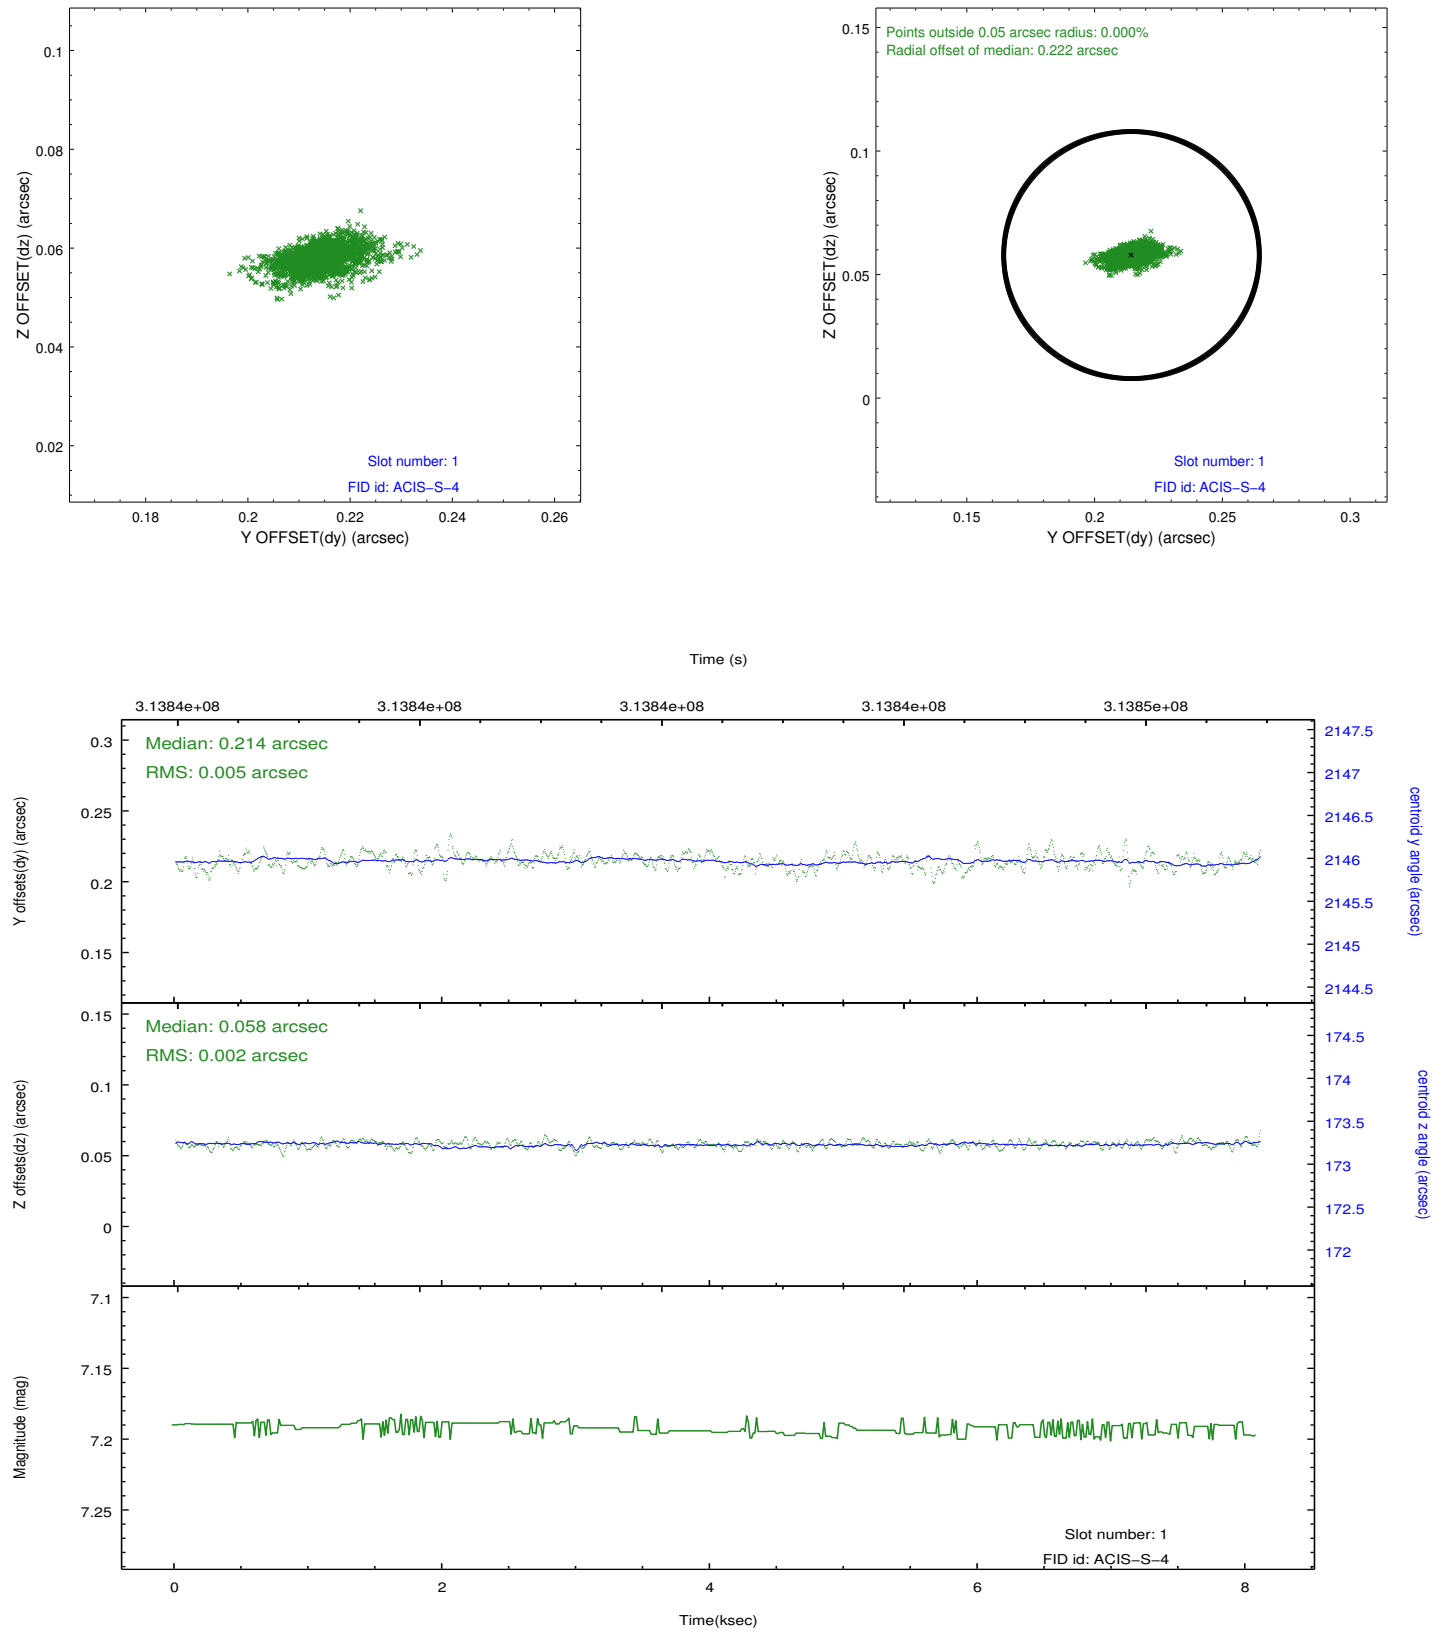 0.1
0.08
0.06
0.04
0.02
Z OFFSET(dz) (arcsec)
Slot number: 1
FID id: ACIS-S-4
0.18 0.2 0.22 0.24 0.26
Y OFFSET(dy) (arcsec)
Points outside 0.05 arcsec radius: 0.000%
Radial offset of median: 0.222 arcsec
0.15
0.1
0.05
0
Z OFFSET(dz) (arcsec)
Slot number: 1
FID id: ACIS-S-4
0.15 0.2 0.25 0.3
Y OFFSET(dy) (arcsec)
Time (s)
3.1384e+08 3.1384e+08 3.1384e+08 3.1384e+08 3.1385e+08
Median: 0.214 arcsec
RMS: 0.005 arcsec
0.3
0.25
0.2
0.15
Y offsets(dy) (arcsec)
2147.5
2147
2146.5
2146
2145.5
2145
2144.5
centroid y angle (arcsec)
Median: 0.058 arcsec
RMS: 0.002 arcsec
0.15
0.1
0.05
0
Z offsets(dz) (arcsec)
174.5
174
173.5
173
172.5
172
centroid z angle (arcsec)
7.1
7.15
7.2
7.25
Magnitude (mag)
Slot number: 1
FID id: ACIS-S-4
0 2 4 6 8
Time(ksec)